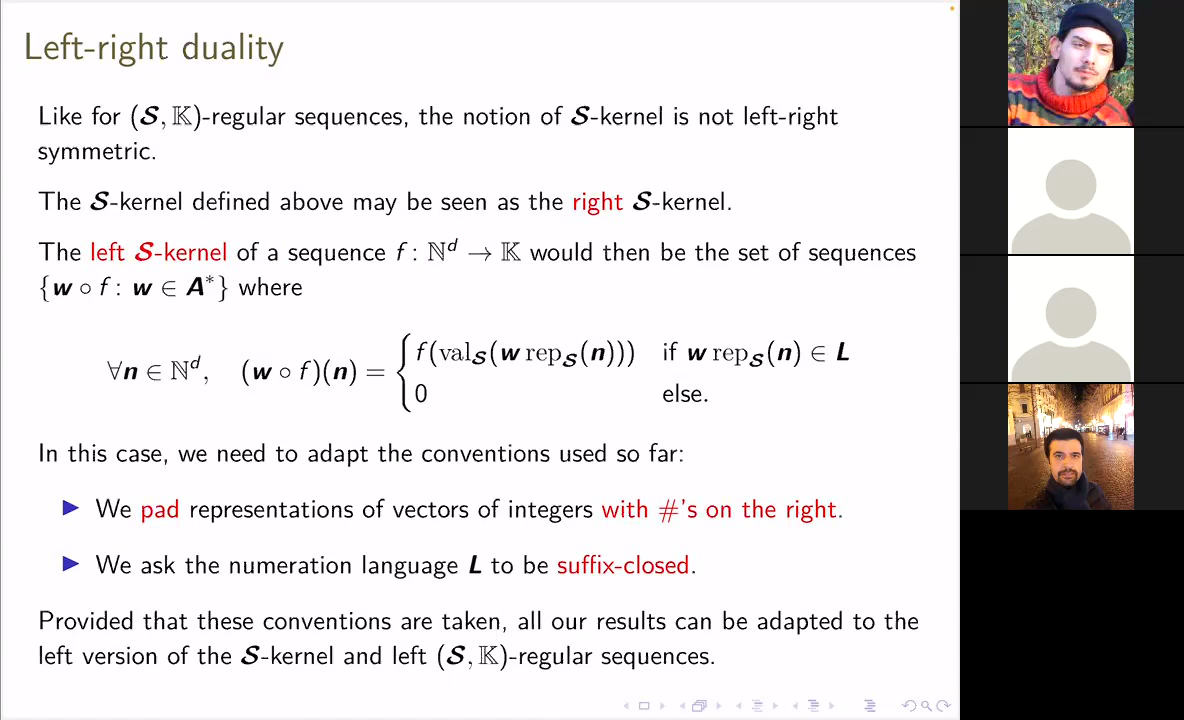 Left-right duality
Like for (𝓢, 𝕂)-regular sequences, the notion of 𝓢-kernel is not left-right
symmetric.
The 𝓢-kernel defined above may be seen as the right 𝓢-kernel.
The left 𝓢-kernel of a sequence f : ℕᵈ → 𝕂 would then be the set of sequences
{w ∘ f : w ∈ A*} where
∀n ∈ ℕᵈ, (w ∘ f)(n) = { f(val_𝓢(w rep_𝓢(n))) if w rep_𝓢(n) ∈ L
0 else.
In this case, we need to adapt the conventions used so far:
▶ We pad representations of vectors of integers with #'s on the right.
▶ We ask the numeration language L to be suffix-closed.
Provided that these conventions are taken, all our results can be adapted to the
left version of the 𝓢-kernel and left (𝓢, 𝕂)-regular sequences.